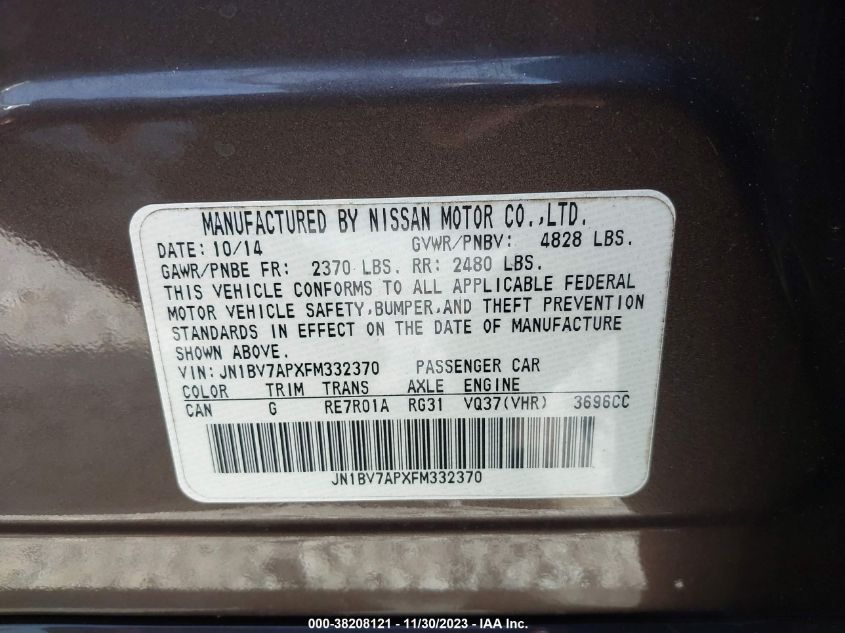 MANUFACTURED BY NISSAN MOTOR CO.,LTD.
DATE: 10/14 GVWR/PNBV: 4828 LBS.
GAWR/PNBE FR: 2370 LBS. RR: 2480 LBS.
THIS VEHICLE CONFORMS TO ALL APPLICABLE FEDERAL
MOTOR VEHICLE SAFETY,BUMPER,AND THEFT PREVENTION
STANDARDS IN EFFECT ON THE DATE OF MANUFACTURE
SHOWN ABOVE.
VIN: JN1BV7APXFM332370 PASSENGER CAR
COLOR TRIM TRANS AXLE ENGINE
CAN G RE7R01A RG31 VQ37(VHR) 3696CC
JN1BV7APXFM332370
000-38208121 - 11/30/2023 - IAA Inc.